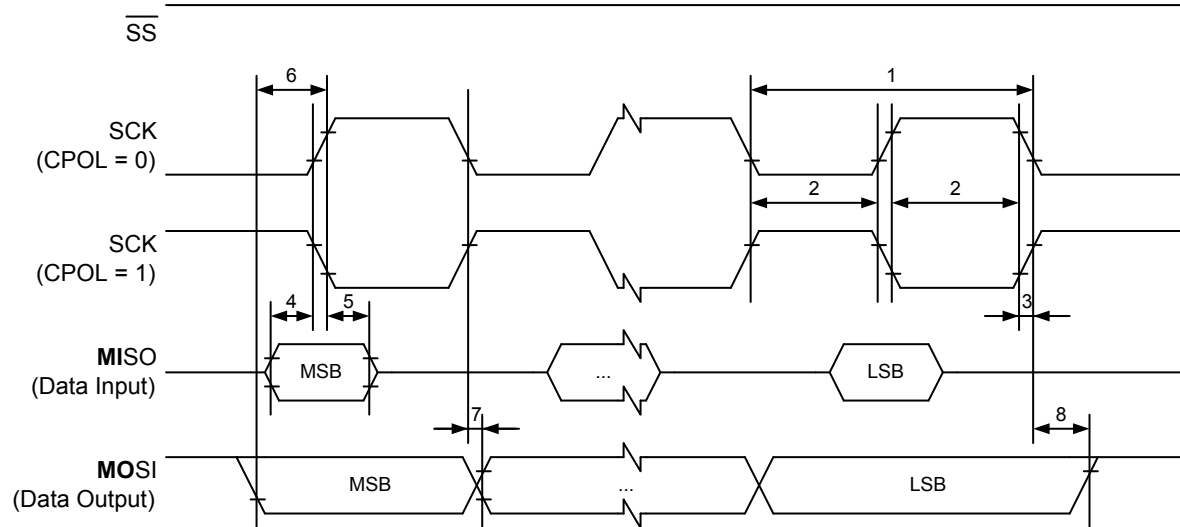 SS
6
1
SCK
(CPOL = 0)
2
2
SCK
(CPOL = 1)
4
5
3
MISO
(Data Input)
MSB
...
LSB
7
8
MOSI
(Data Output)
MSB
...
LSB